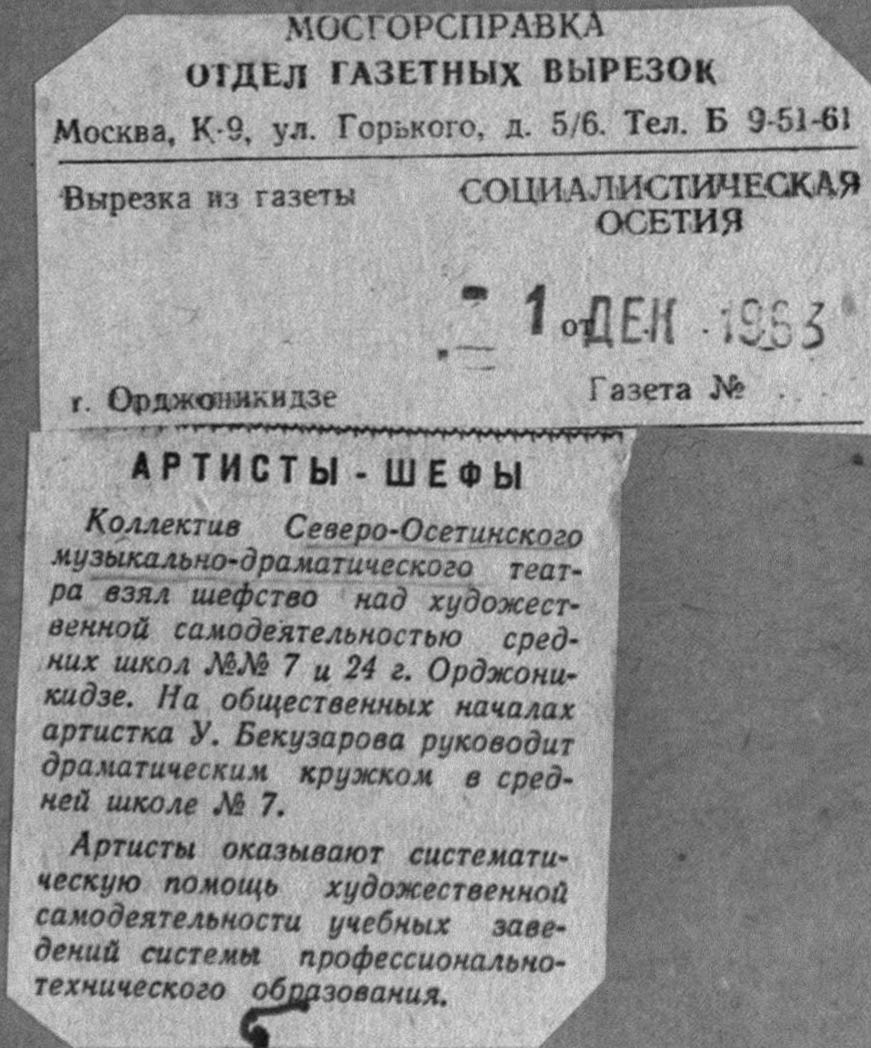 МОСГОРСПРАВКА
ОТДЕЛ ГАЗЕТНЫХ ВЫРЕЗОК
Москва, К-9, ул. Горького, д. 5/6. Тел. Б 9-51-61
Вырезка из газеты
СОЦИАЛИСТИЧЕСКАЯ
ОСЕТИЯ
- 1 от ДЕК 1963
г. Орджоникидзе
Газета №
АРТИСТЫ - ШЕФЫ
Коллектив Северо-Осетинского
музыкально-драматического теат-
ра взял шефство над художест-
венной самодеятельностью сред-
них школ №№ 7 и 24 г. Орджони-
кидзе. На общественных началах
артистка У. Бекузарова руководит
драматическим кружком в сред-
ней школе № 7.
Артисты оказывают системати-
ческую помощь художественной
самодеятельности учебных заве-
дений системы профессионально-
технического образования.